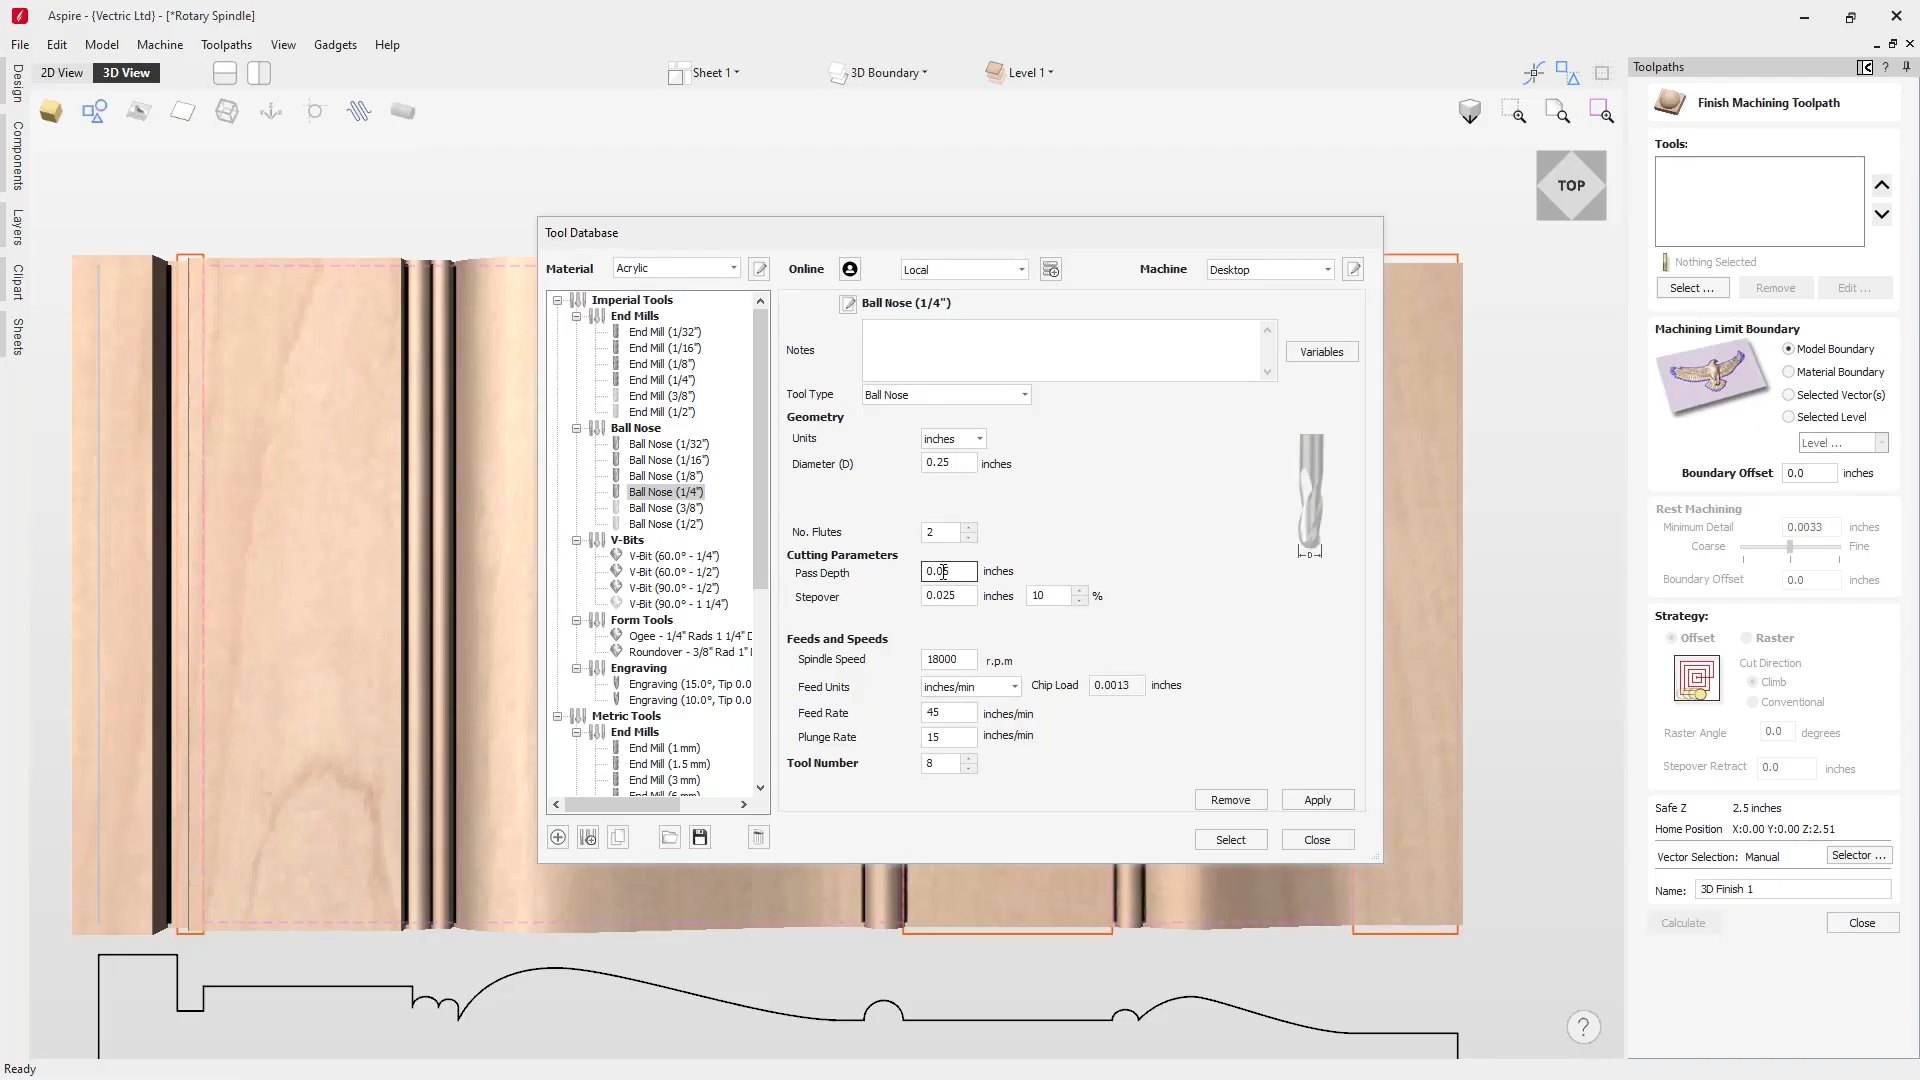 Aspire - {Vectric Ltd} - [*Rotary Spindle]
File Edit Model Machine Toolpaths View Gadgets Help
2D View 3D View Sheet 1 3D Boundary Level 1
Design
Components
Layers
Clipart
Sheets
TOP
Tool Database
Material Acrylic Online Local Machine Desktop
Imperial Tools
End Mills
End Mill (1/32")
End Mill (1/16")
End Mill (1/8")
End Mill (1/4")
End Mill (3/8")
End Mill (1/2")
Ball Nose
Ball Nose (1/32")
Ball Nose (1/16")
Ball Nose (1/8")
Ball Nose (1/4")
Ball Nose (3/8")
Ball Nose (1/2")
V-Bits
V-Bit (60.0° - 1/4")
V-Bit (60.0° - 1/2")
V-Bit (90.0° - 1/2")
V-Bit (90.0° - 1 1/4")
Form Tools
Ogee - 1/4" Rads 1 1/4" D
Roundover - 3/8" Rad 1" 
Engraving
Engraving (15.0°, Tip 0.0
Engraving (10.0°, Tip 0.0
Metric Tools
End Mills
End Mill (1 mm)
End Mill (1.5 mm)
End Mill (3 mm)
End Mill (6 mm)
Ball Nose (1/4")
Notes
Variables
Tool Type Ball Nose
Geometry
Units inches
Diameter (D) 0.25 inches
D
No. Flutes 2
Cutting Parameters
Pass Depth 0.05 inches
Stepover 0.025 inches 10 %
Feeds and Speeds
Spindle Speed 18000 r.p.m
Feed Units inches/min Chip Load 0.0013 inches
Feed Rate 45 inches/min
Plunge Rate 15 inches/min
Tool Number 8
Remove Apply
Select Close
?
Toolpaths ?
Finish Machining Toolpath
Tools:
Nothing Selected
Select ... Remove Edit ...
Machining Limit Boundary
Model Boundary
Material Boundary
Selected Vector(s)
Selected Level
Level ...
Boundary Offset 0.0 inches
Rest Machining
Minimum Detail 0.0033 inches
Coarse Fine
Boundary Offset 0.0 inches
Strategy:
Offset Raster
Cut Direction
Climb
Conventional
Raster Angle 0.0 degrees
Stepover Retract 0.0 inches
Safe Z 2.5 inches
Home Position X:0.00 Y:0.00 Z:2.51
Vector Selection: Manual Selector ...
Name: 3D Finish 1
Calculate Close
Ready